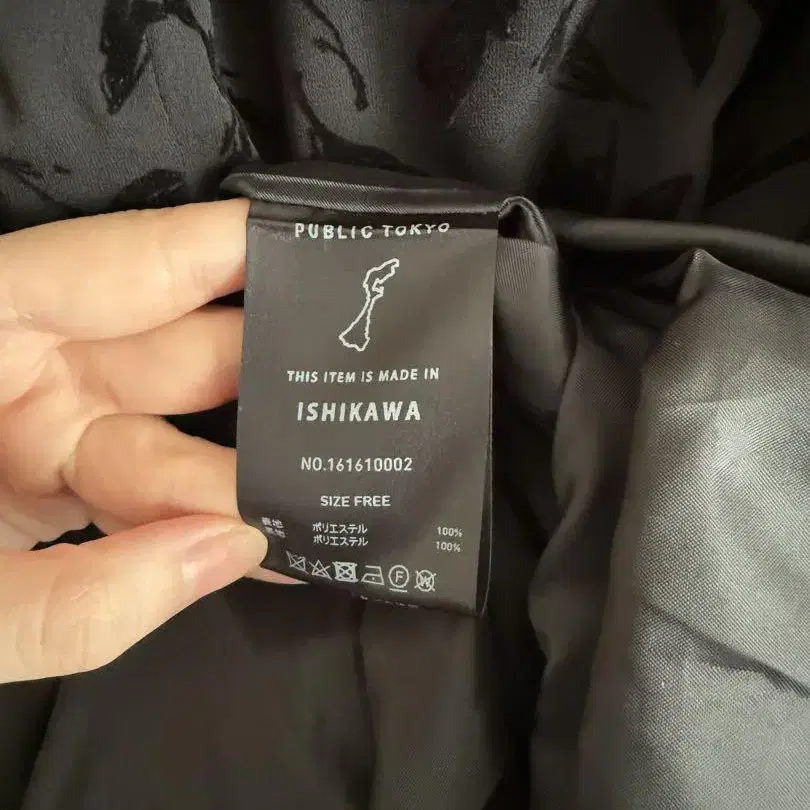 PUBLIC TOKYO
THIS ITEM IS MADE IN
ISHIKAWA
NO.161610002
SIZE FREE
ポリエステル 100%
ポリエステル 100%
F
W